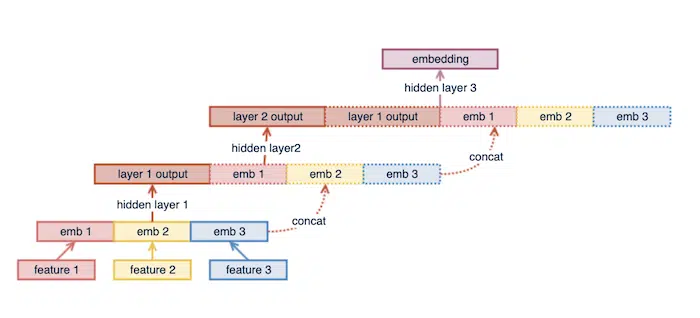 embedding
hidden layer 3
layer 2 output layer 1 output emb 1 emb 2 emb 3
hidden layer2
concat
layer 1 output emb 1 emb 2 emb 3
hidden layer 1
concat
emb 1 emb 2 emb 3
feature 1 feature 2 feature 3